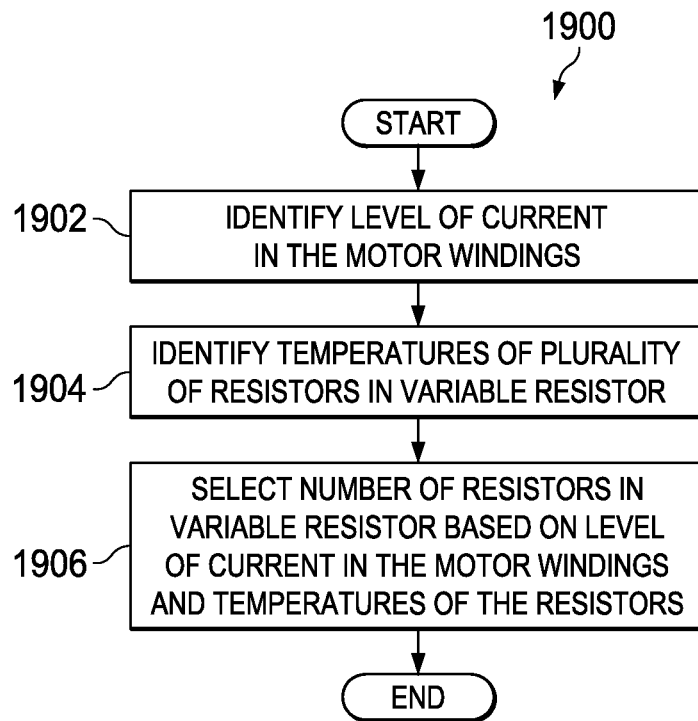 1900
START
1902
IDENTIFY LEVEL OF CURRENT
IN THE MOTOR WINDINGS
1904
IDENTIFY TEMPERATURES OF PLURALITY
OF RESISTORS IN VARIABLE RESISTOR
1906
SELECT NUMBER OF RESISTORS IN
VARIABLE RESISTOR BASED ON LEVEL
OF CURRENT IN THE MOTOR WINDINGS
AND TEMPERATURES OF THE RESISTORS
END